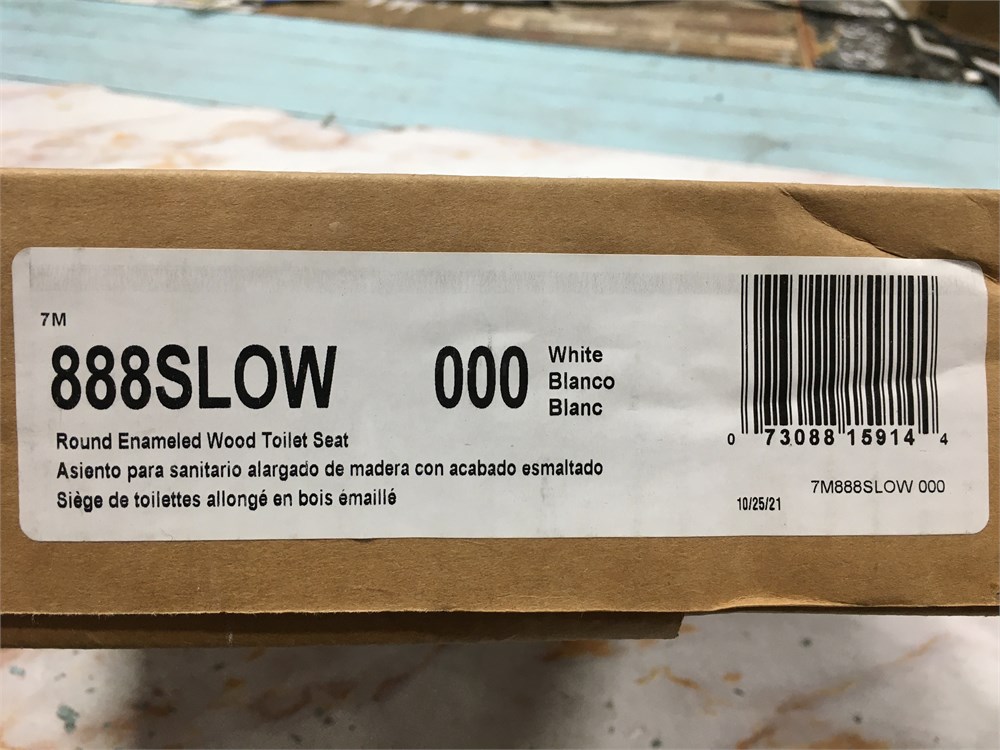 7M
888SLOW 000 White
Blanco
Blanc
Round Enameled Wood Toilet Seat
Asiento para sanitario alargado de madera con acabado esmaltado
Siège de toilettes allongé en bois émaillé
0 73088 15914 4
7M888SLOW 000
10/25/21